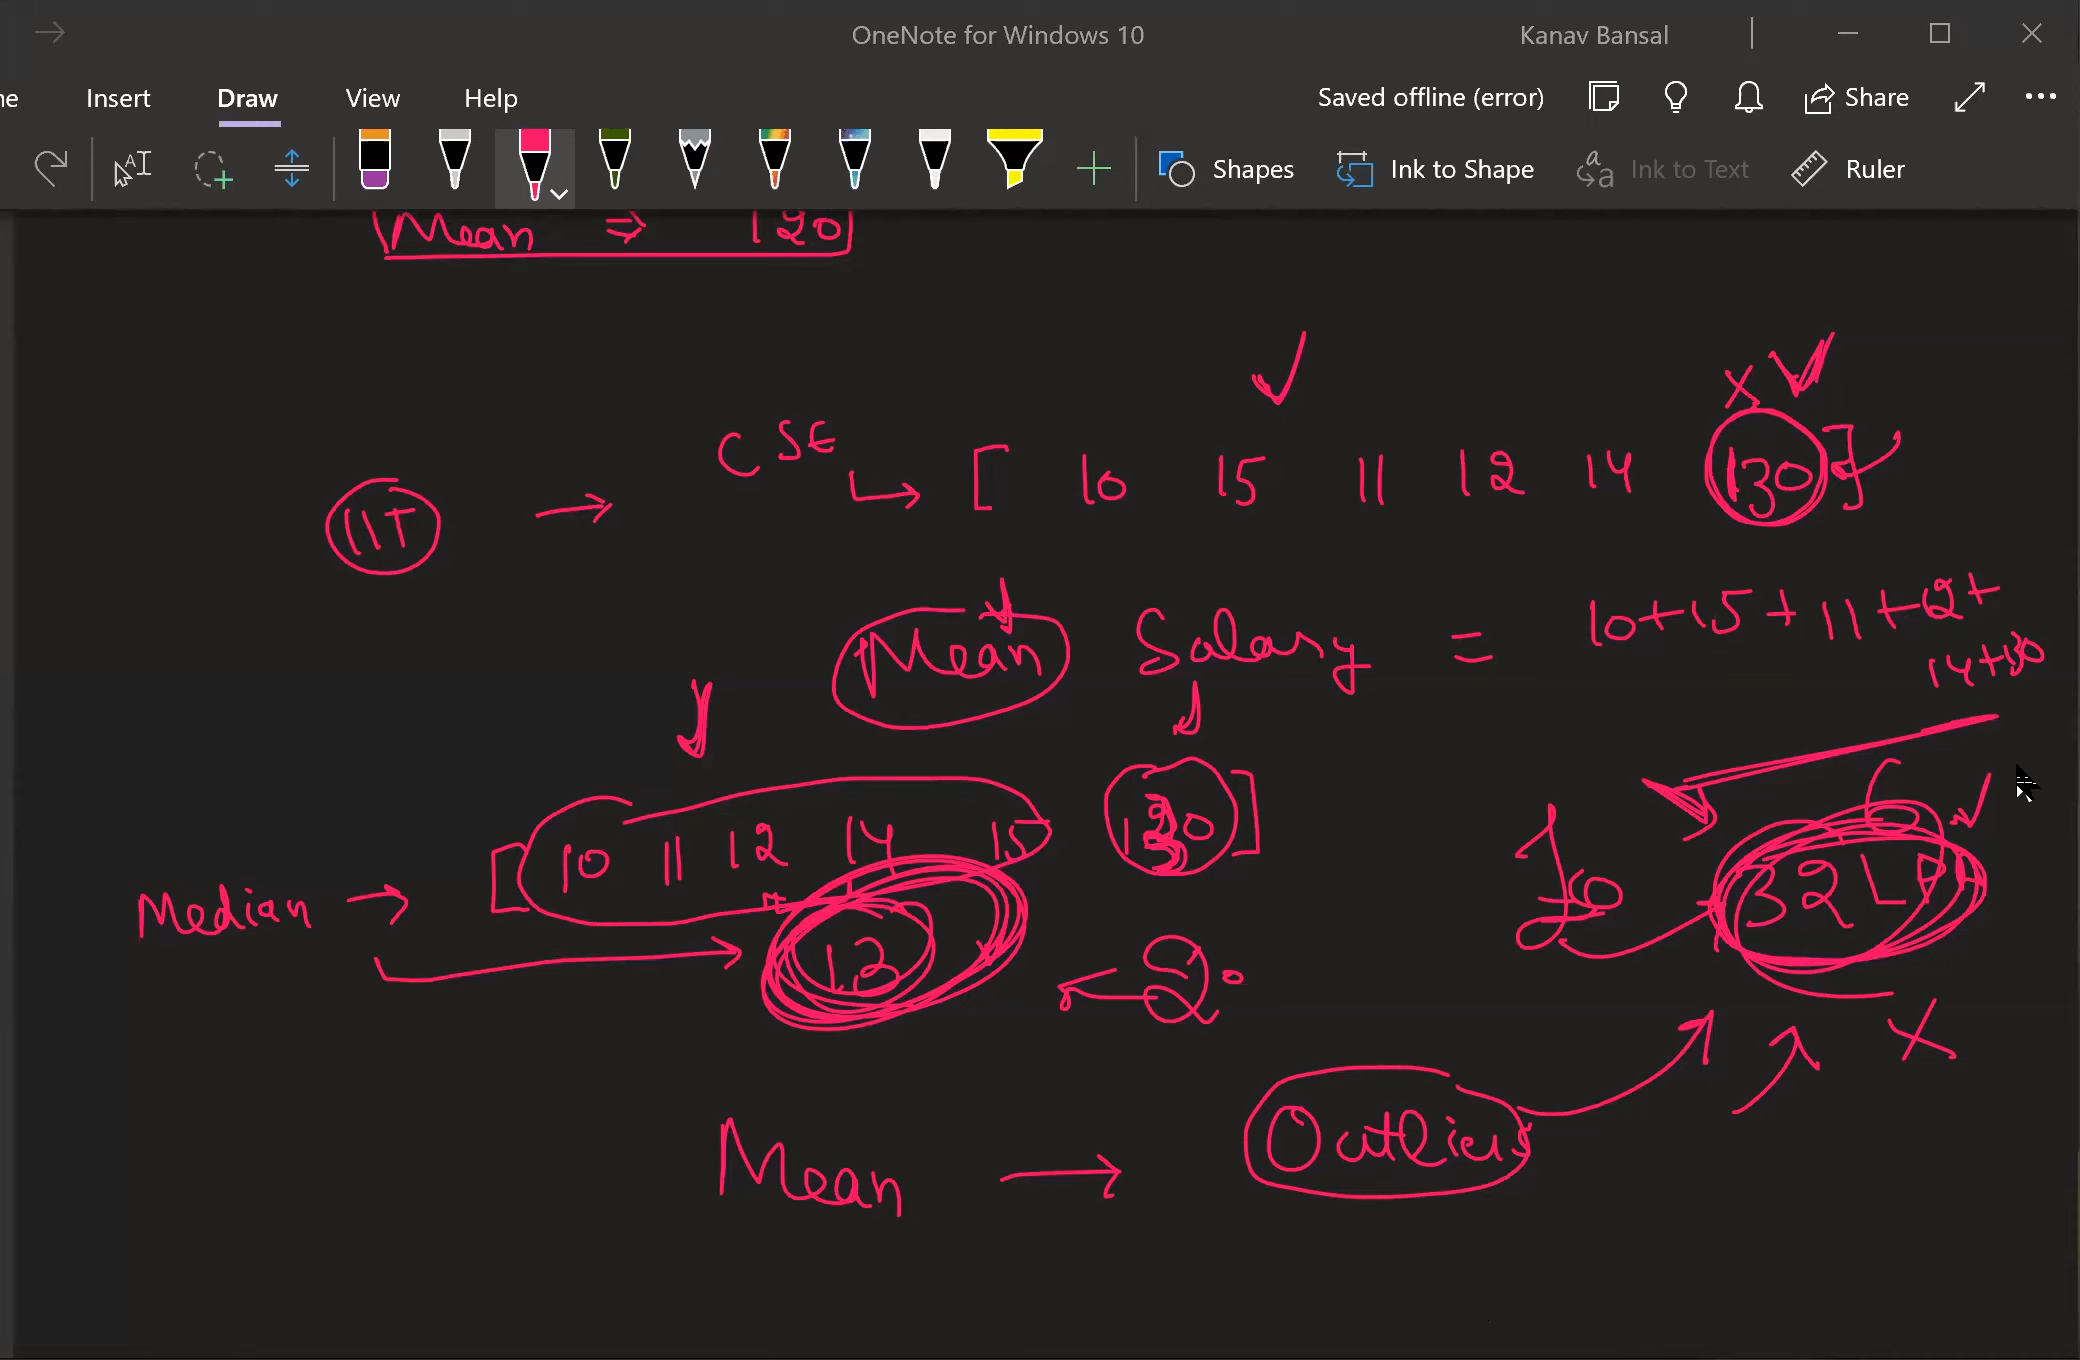 OneNote for Windows 10 Kanav Bansal
ne Insert Draw View Help Saved offline (error) Share
Shapes Ink to Shape Ink to Text Ruler
Mean ⇒ 120
CSE [ 10 15 11 12 14 130 ]
IIT →
Mean Salary = 10+15+11+12+
14+130
6
[ 10 11 12 14 15 130 ]
Median → 32 LPA
13
Mean → Outliers